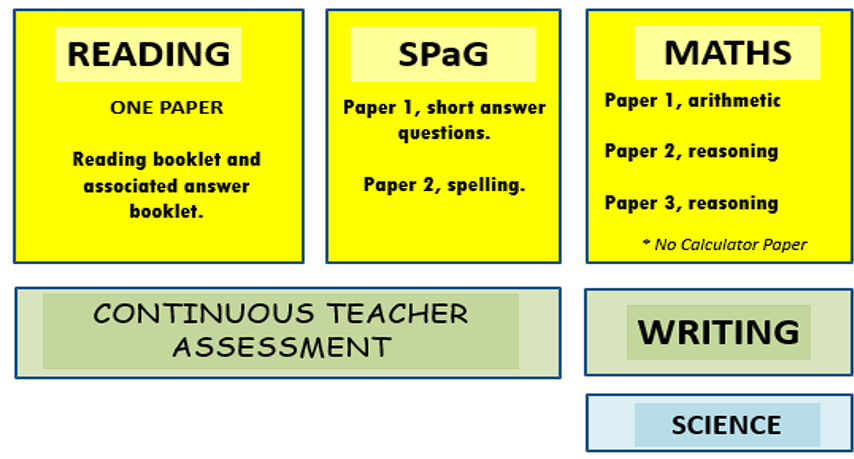 READING
ONE PAPER
Reading booklet and
associated answer
booklet.
SPaG
Paper 1, short answer
questions.
Paper 2, spelling.
MATHS
Paper 1, arithmetic
Paper 2, reasoning
Paper 3, reasoning
* No Calculator Paper
CONTINUOUS TEACHER
ASSESSMENT
WRITING
SCIENCE